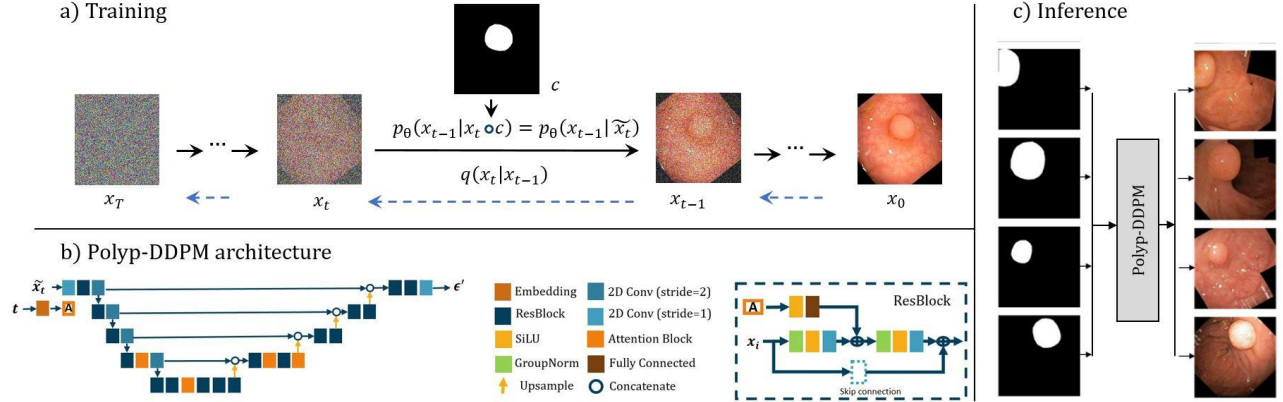 a) Training
c
p_θ(x_{t-1}|x_t∘c) = p_θ(x_{t-1}|x̃_t)
...
...
q(x_t|x_{t-1})
x_T
x_t
x_{t-1}
x_0
b) Polyp-DDPM architecture
x̃_t
ϵ'
t
A
Embedding
2D Conv (stride=2)
ResBlock
2D Conv (stride=1)
SiLU
Attention Block
GroupNorm
Fully Connected
Upsample
Concatenate
ResBlock
A
x_i
Skip connection
c) Inference
Polyp-DDPM